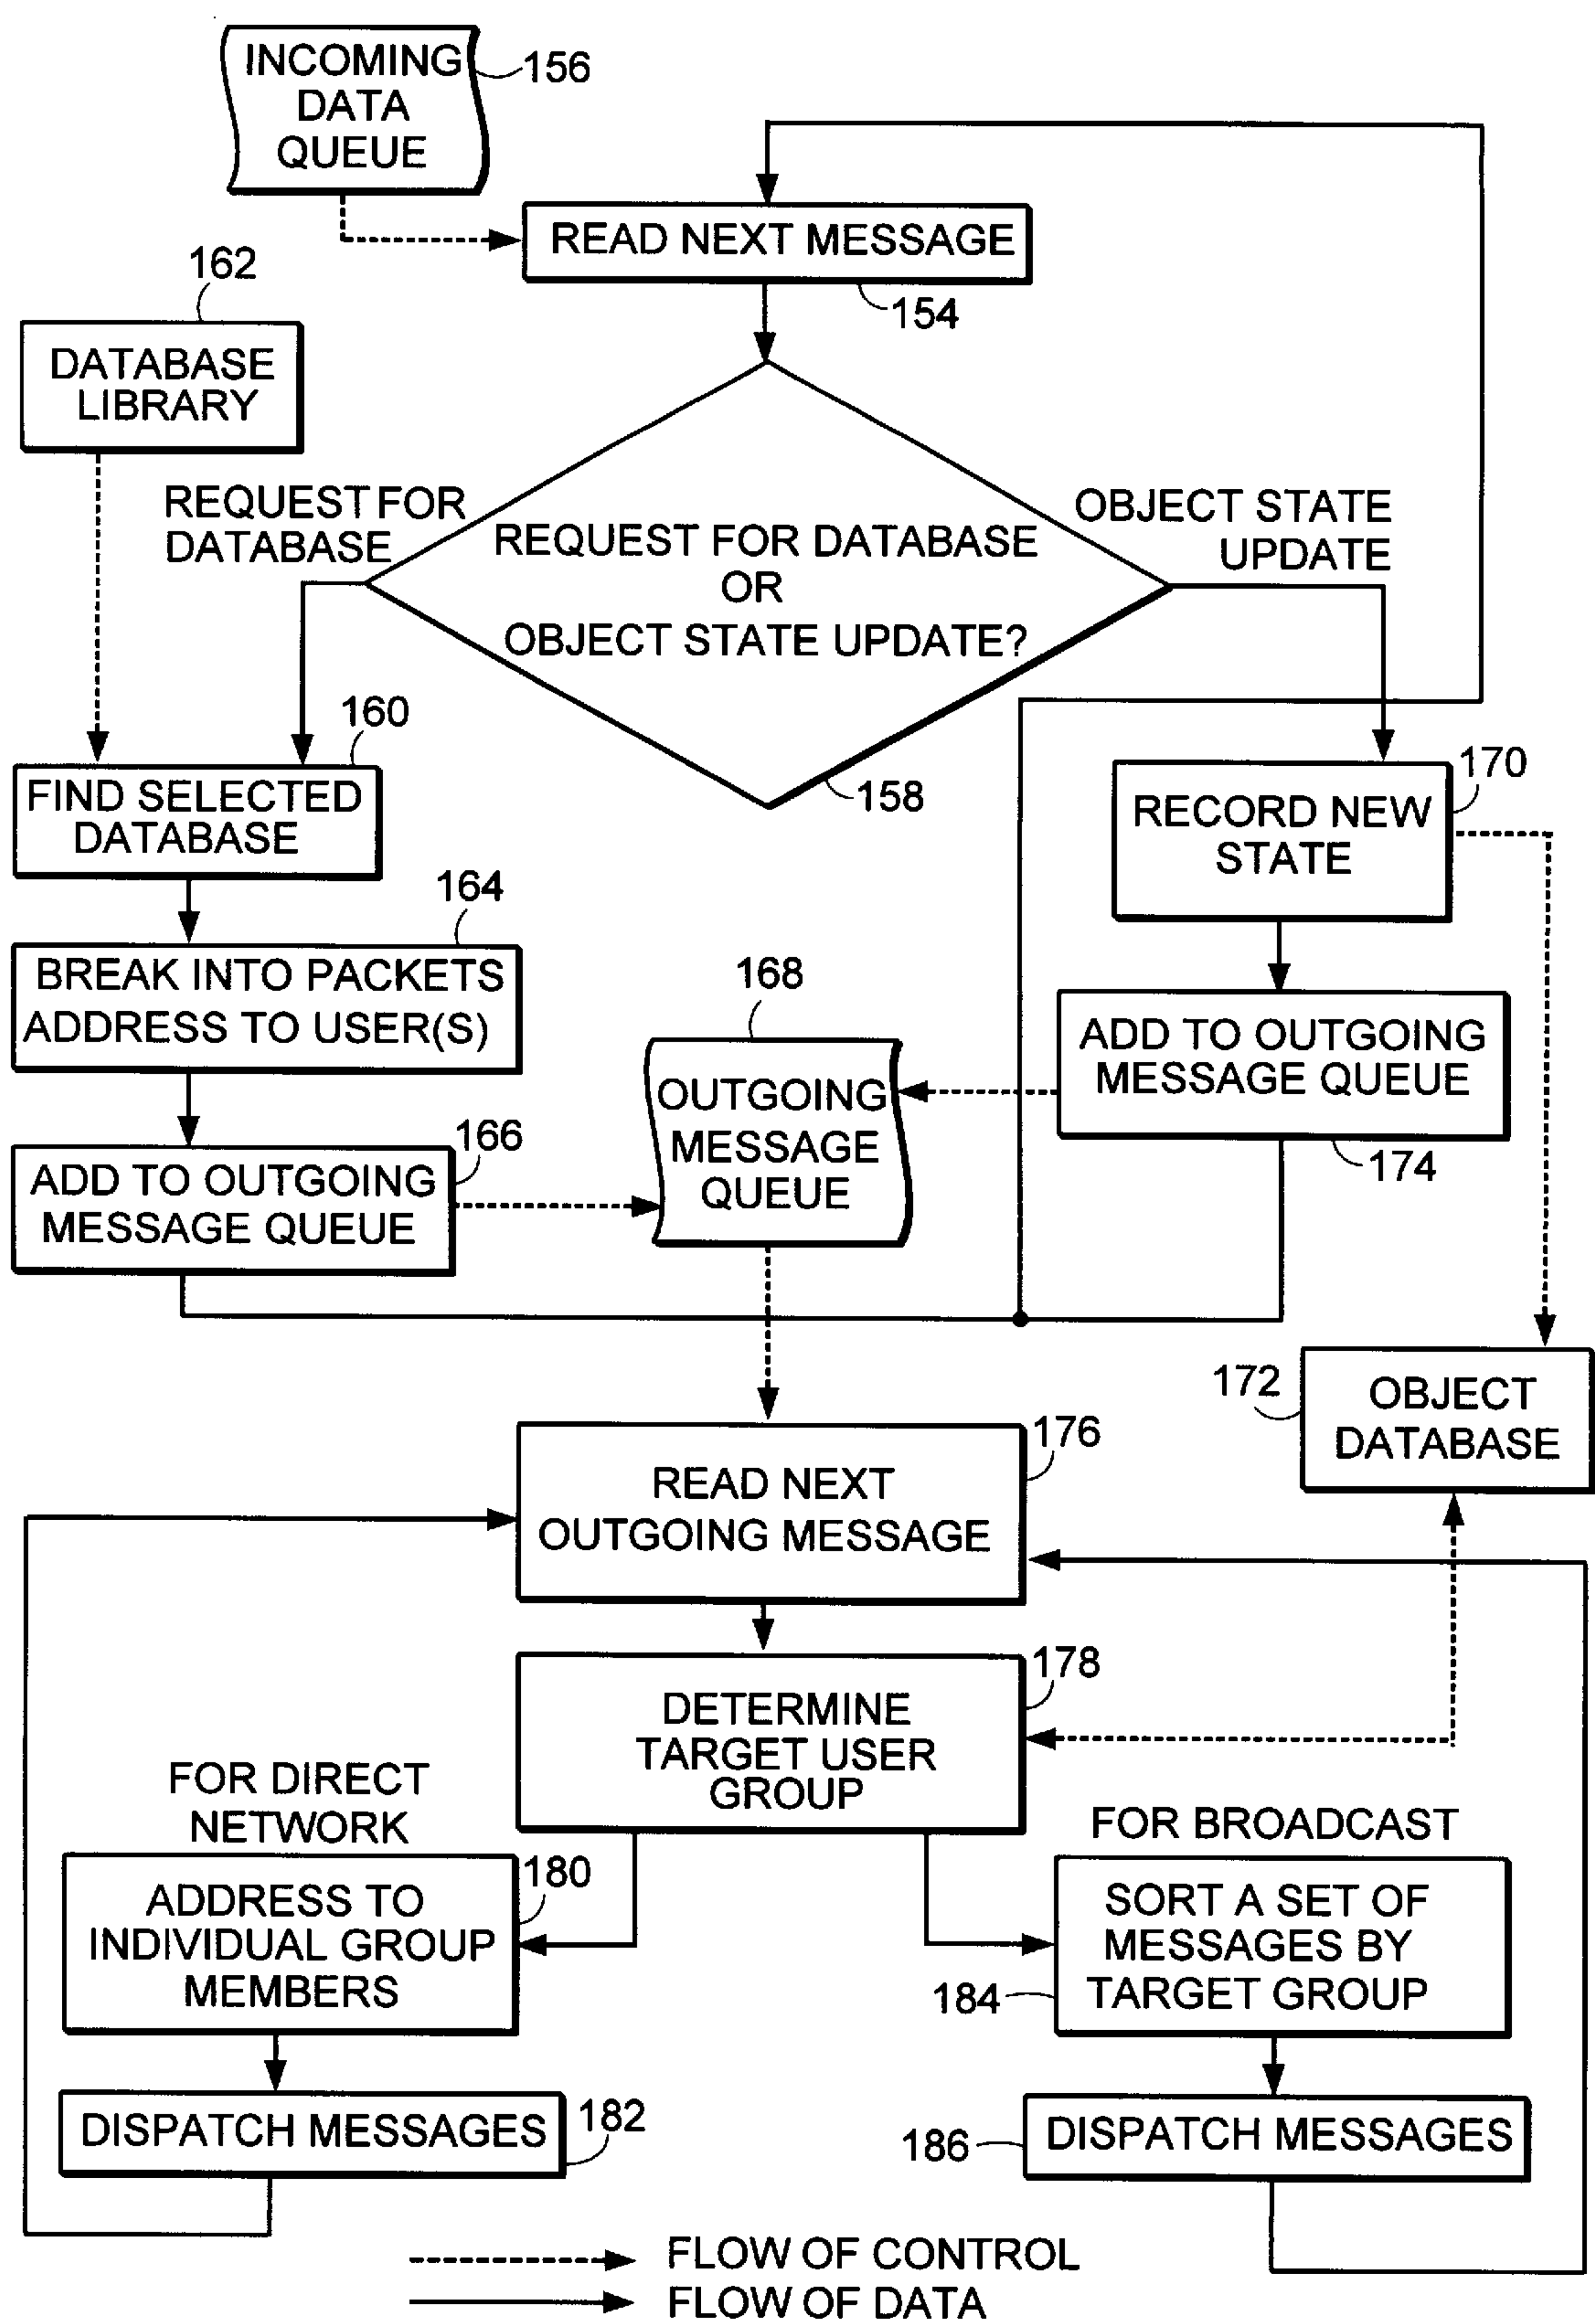 INCOMING
DATA
QUEUE
156
READ NEXT MESSAGE
154
162
DATABASE
LIBRARY
REQUEST FOR
DATABASE
REQUEST FOR DATABASE
OR
OBJECT STATE UPDATE?
158
OBJECT STATE
UPDATE
160
FIND SELECTED
DATABASE
170
RECORD NEW
STATE
164
BREAK INTO PACKETS
ADDRESS TO USER(S)
168
OUTGOING
MESSAGE
QUEUE
ADD TO OUTGOING
MESSAGE QUEUE
174
166
ADD TO OUTGOING
MESSAGE QUEUE
172
OBJECT
DATABASE
176
READ NEXT
OUTGOING MESSAGE
178
DETERMINE
TARGET USER
GROUP
FOR DIRECT
NETWORK
FOR BROADCAST
180
ADDRESS TO
INDIVIDUAL GROUP
MEMBERS
SORT A SET OF
MESSAGES BY
TARGET GROUP
184
DISPATCH MESSAGES
182
186
DISPATCH MESSAGES
FLOW OF CONTROL
FLOW OF DATA